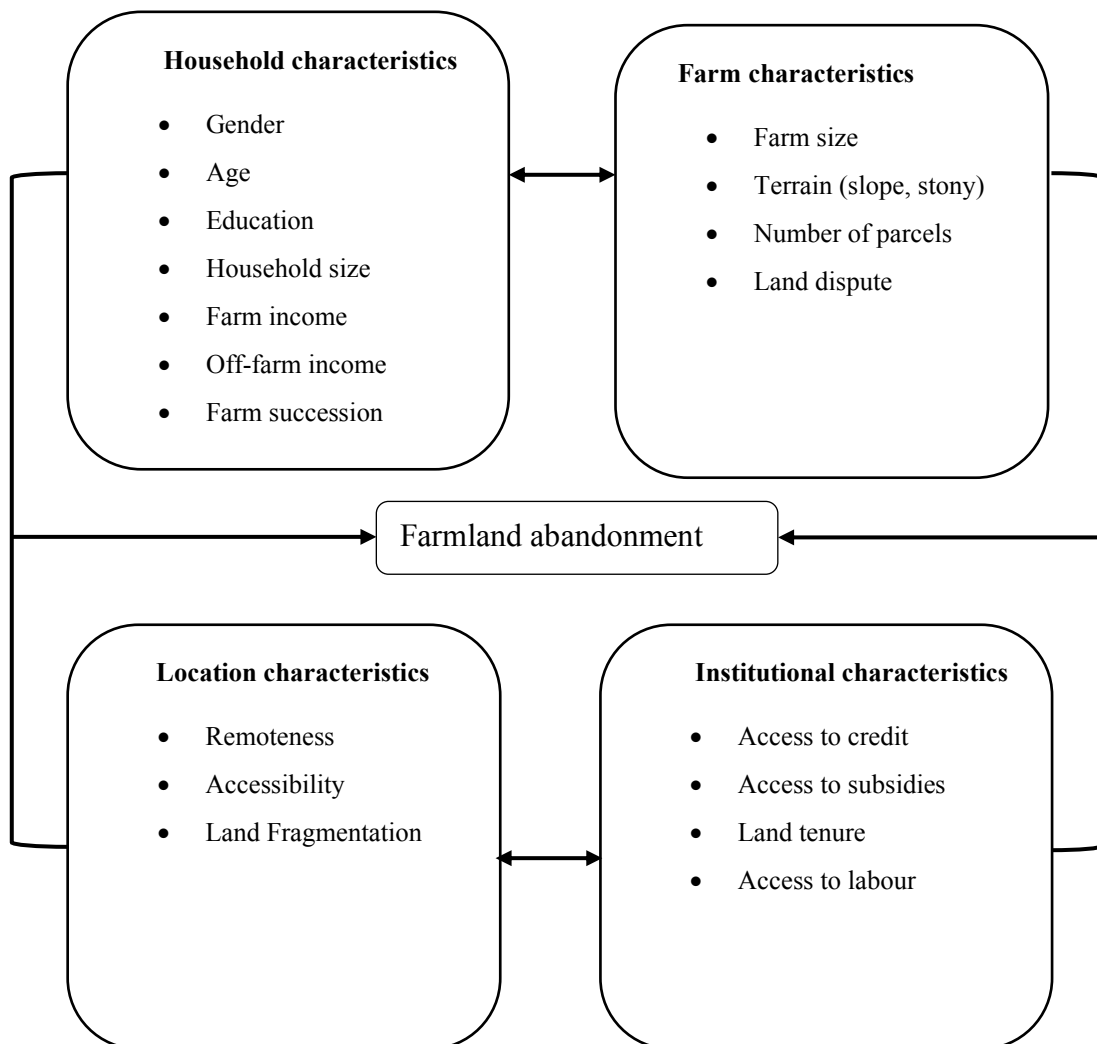 Household characteristics
• Gender
• Age
• Education
• Household size
• Farm income
• Off-farm income
• Farm succession
Farm characteristics
• Farm size
• Terrain (slope, stony)
• Number of parcels
• Land dispute
Farmland abandonment
Location characteristics
• Remoteness
• Accessibility
• Land Fragmentation
Institutional characteristics
• Access to credit
• Access to subsidies
• Land tenure
• Access to labour